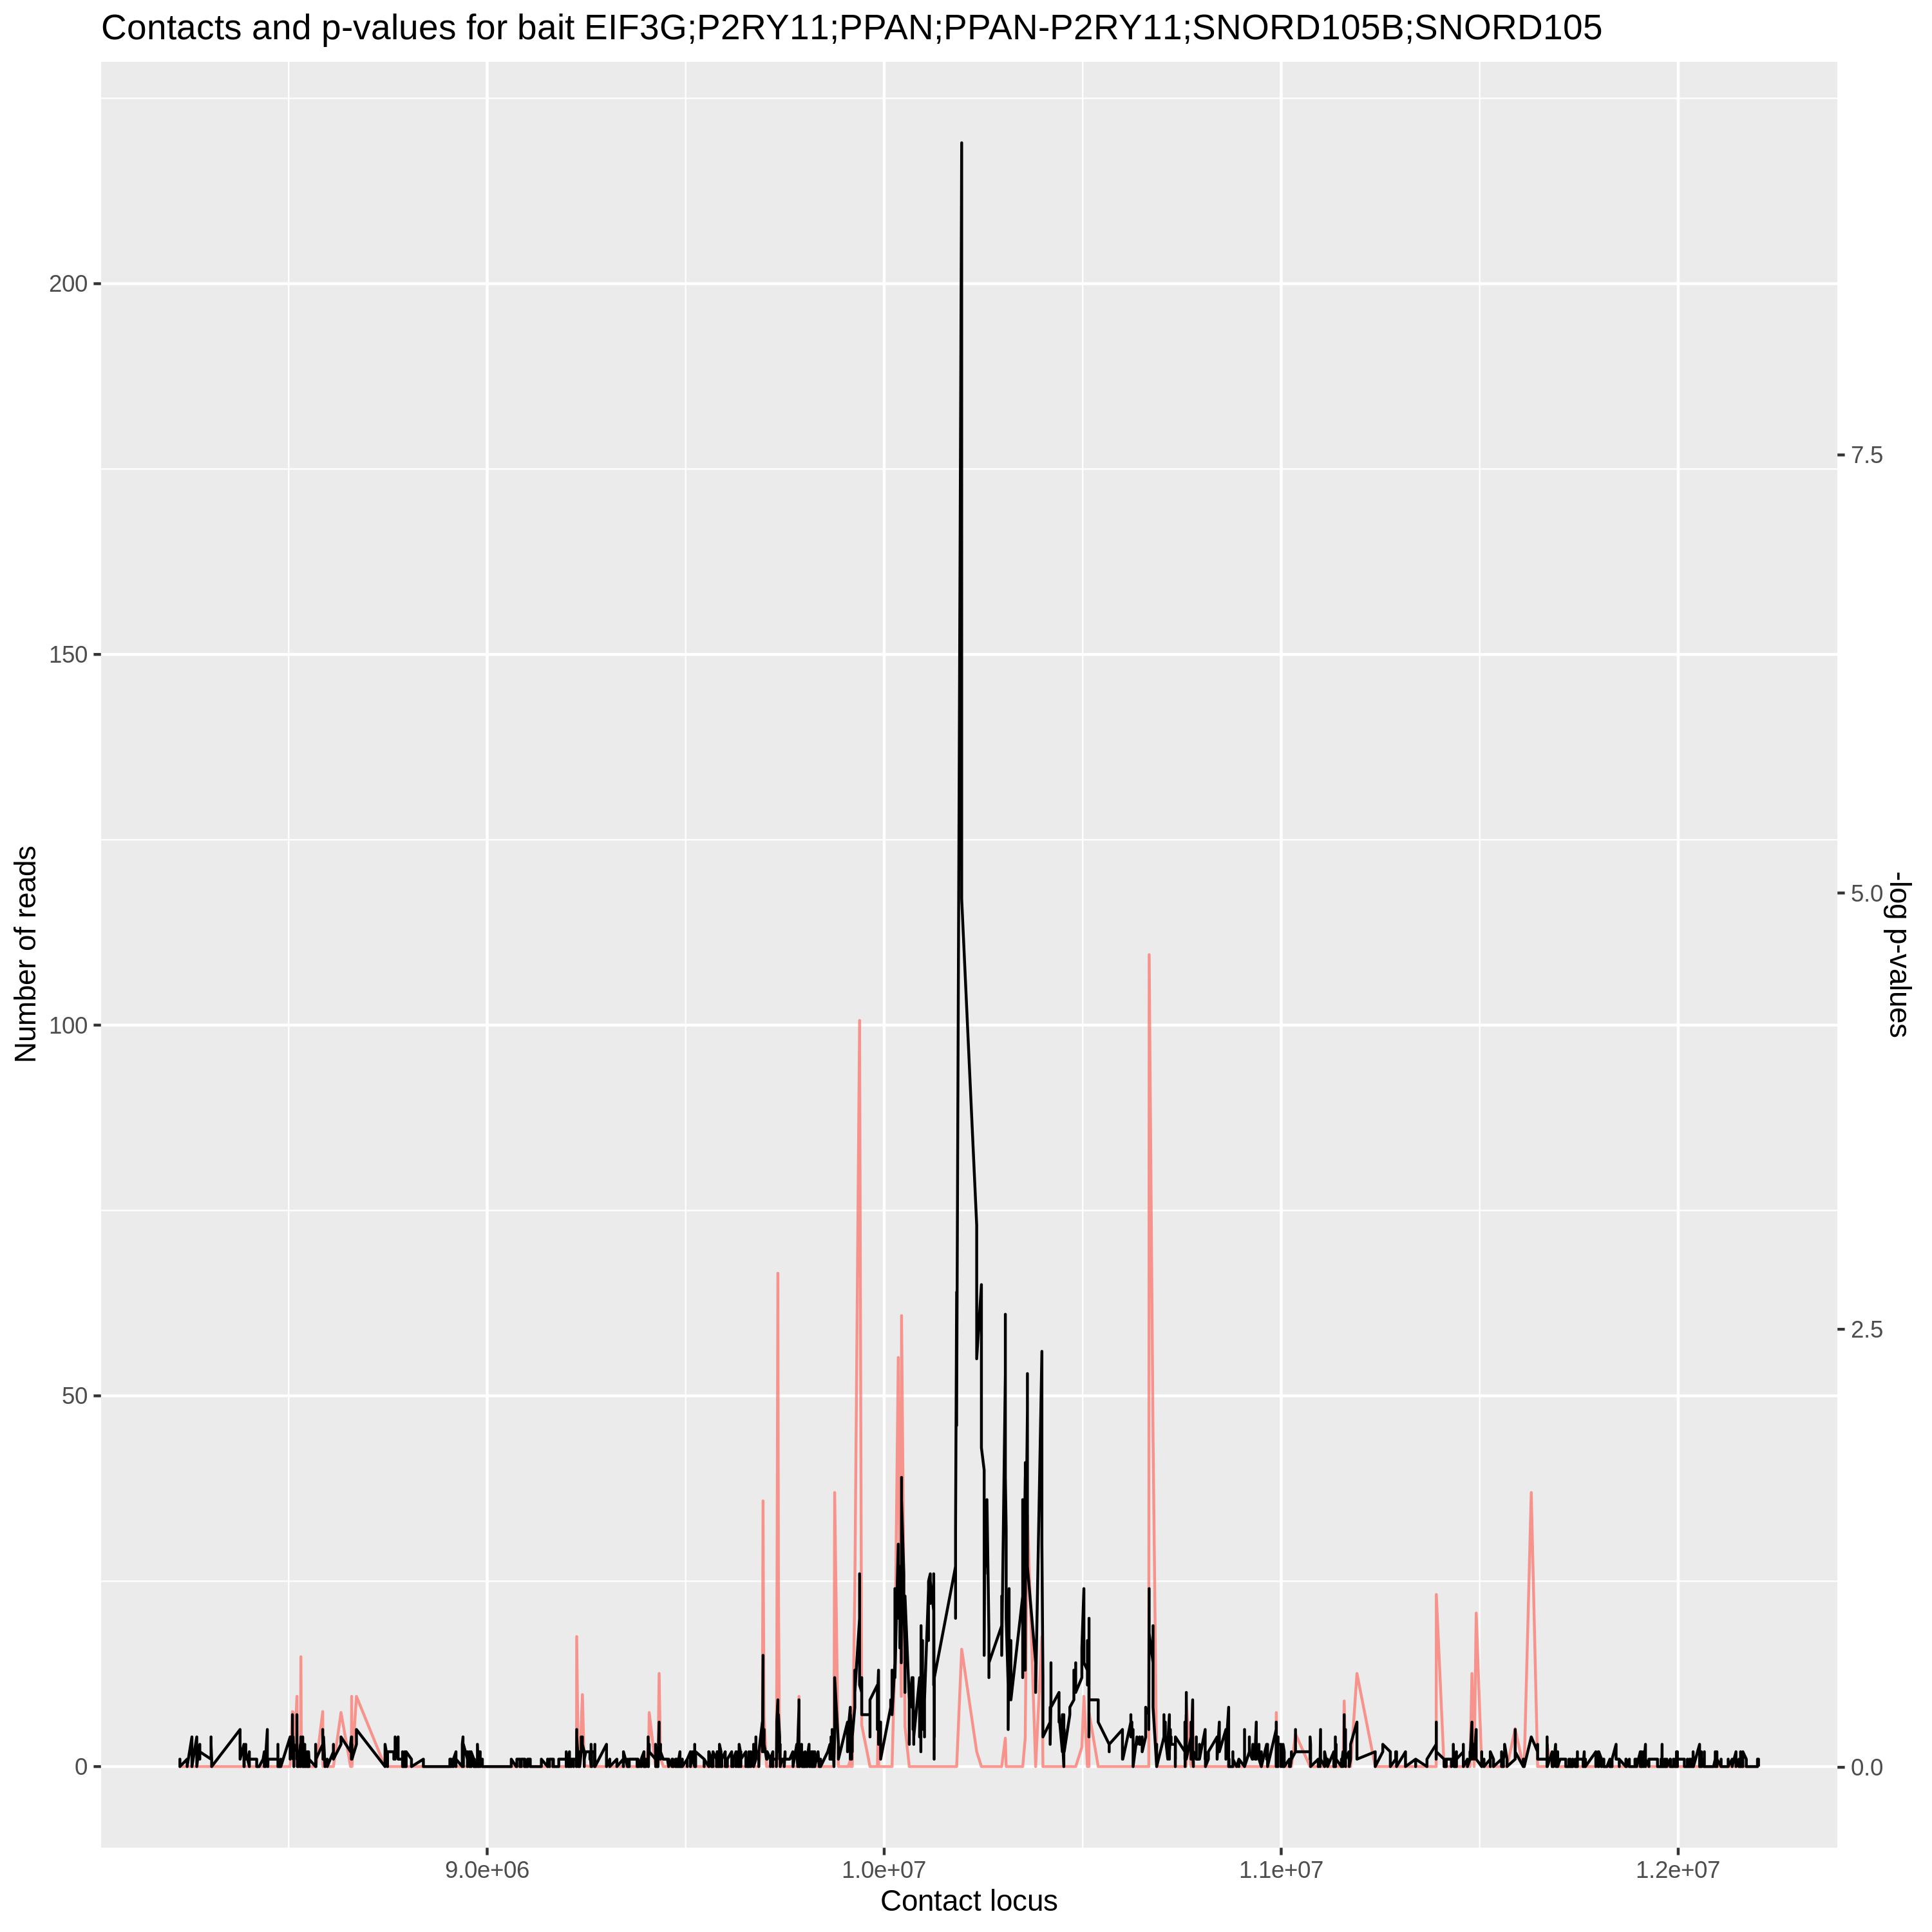 Contacts and p-values for bait EIF3G;P2RY11;PPAN;PPAN-P2RY11;SNORD105B;SNORD105
200
150
100
50
0
Number of reads
7.5
5.0
2.5
0.0
-log p-values
9.0e+06
1.0e+07
1.1e+07
1.2e+07
Contact locus